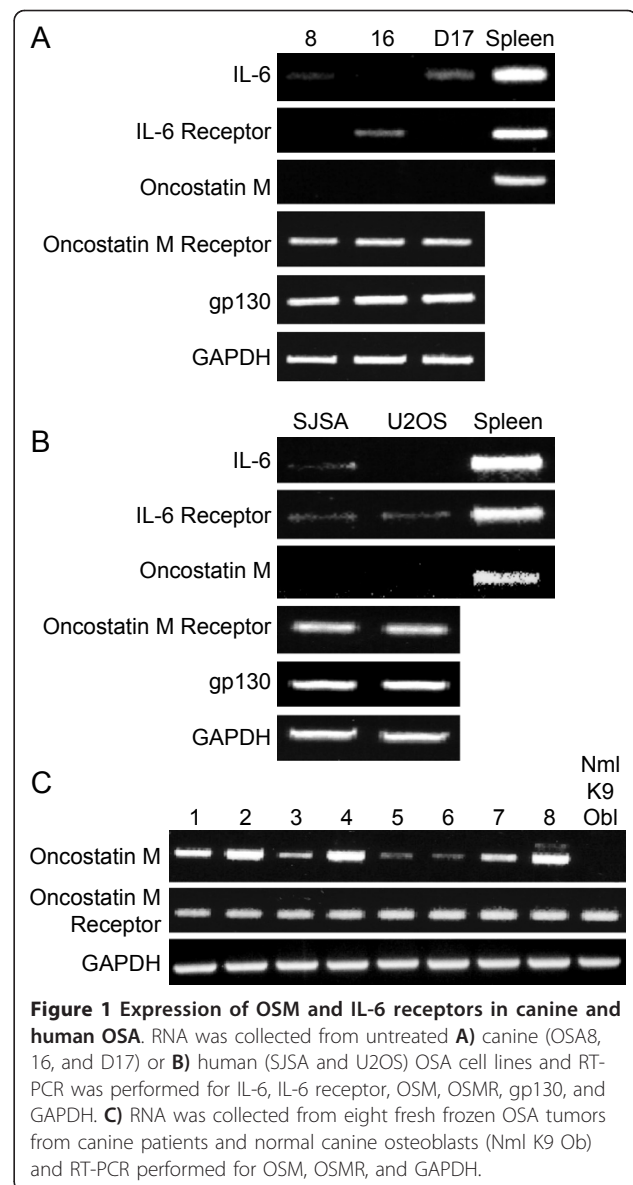 A
8 16 D17 Spleen
IL-6
IL-6 Receptor
Oncostatin M
Oncostatin M Receptor
gp130
GAPDH
B
SJSA U2OS Spleen
IL-6
IL-6 Receptor
Oncostatin M
Oncostatin M Receptor
gp130
GAPDH
C
1 2 3 4 5 6 7 8 Nml
K9
Obl
Oncostatin M
Oncostatin M
Receptor
GAPDH
Figure 1 Expression of OSM and IL-6 receptors in canine and
human OSA. RNA was collected from untreated A) canine (OSA8,
16, and D17) or B) human (SJSA and U2OS) OSA cell lines and RT-
PCR was performed for IL-6, IL-6 receptor, OSM, OSMR, gp130, and
GAPDH. C) RNA was collected from eight fresh frozen OSA tumors
from canine patients and normal canine osteoblasts (Nml K9 Ob)
and RT-PCR performed for OSM, OSMR, and GAPDH.